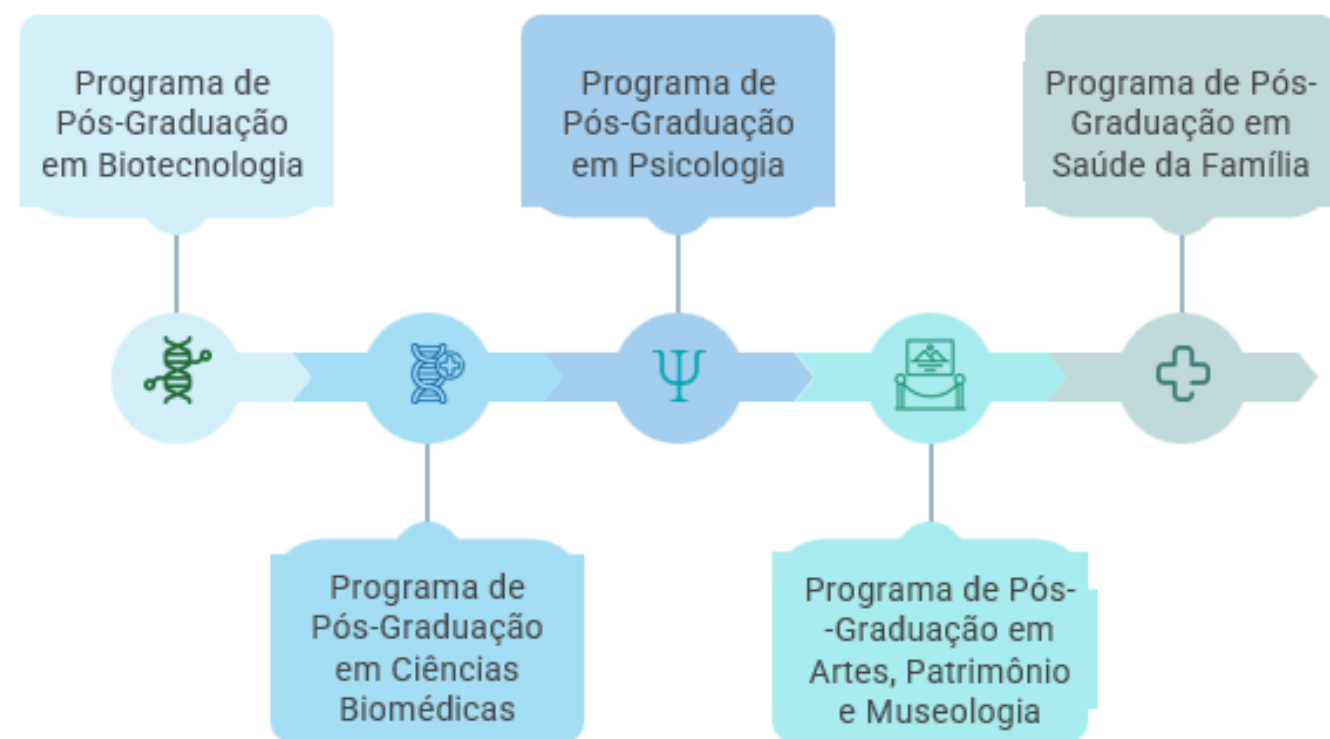 Programa de
Pós-Graduação
em Biotecnologia
Programa de
Pós-Graduação
em Psicologia
Programa de Pós-
Graduação em
Saúde da Família
Ψ
Programa de
Pós-Graduação
em Ciências
Biomédicas
Programa de Pós-
-Graduação em
Artes, Patrimônio
e Museologia